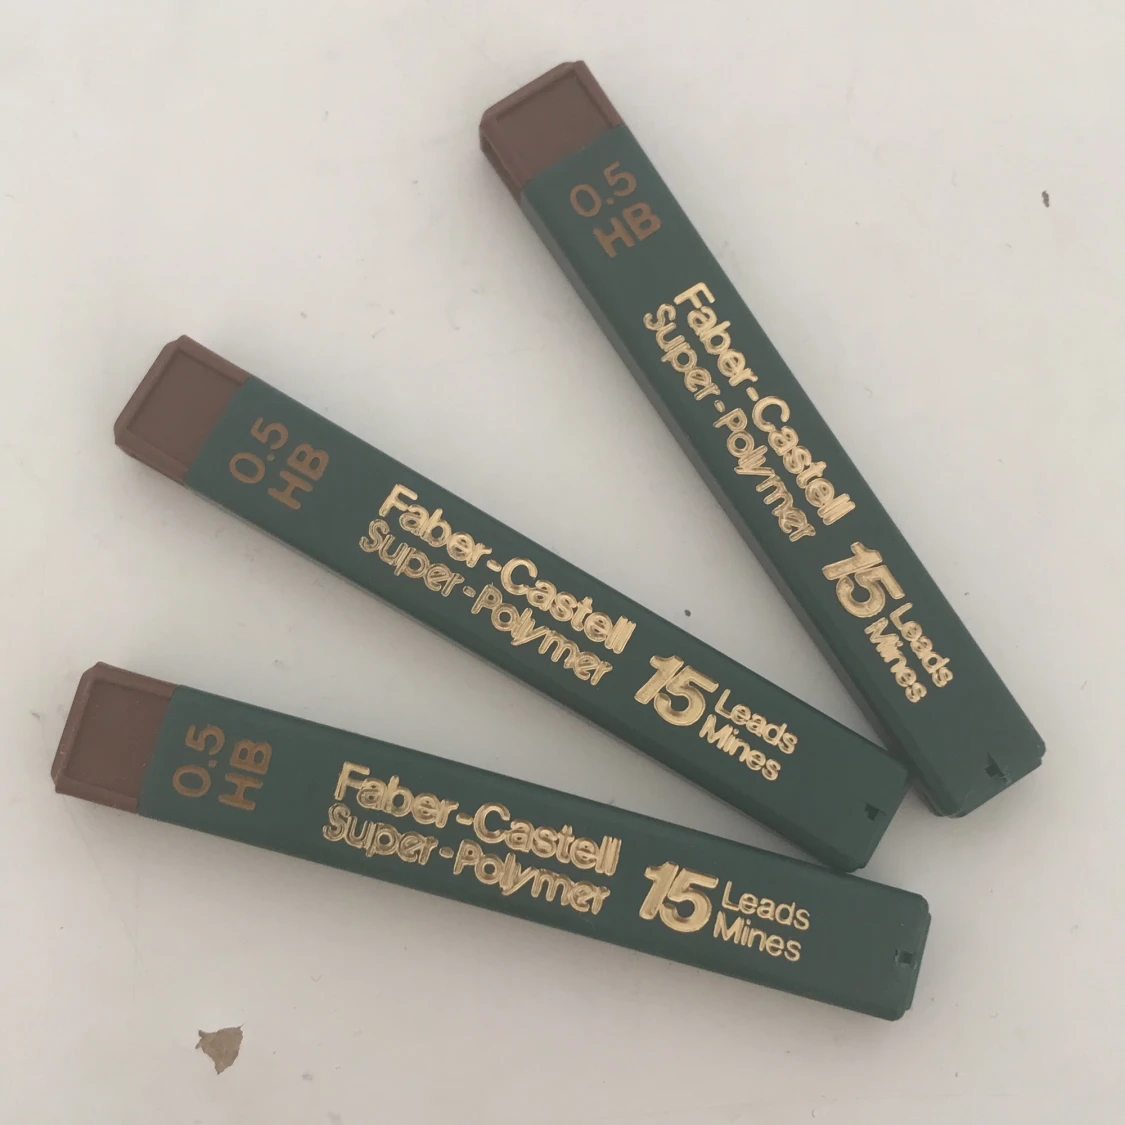 0.5
HB
Faber-Castell
Super-Polymer
15 Leads
Mines
0.5
HB
Faber-Castell
Super-Polymer
15 Leads
Mines
0.5
HB
Faber-Castell
Super-Polymer
15 Leads
Mines